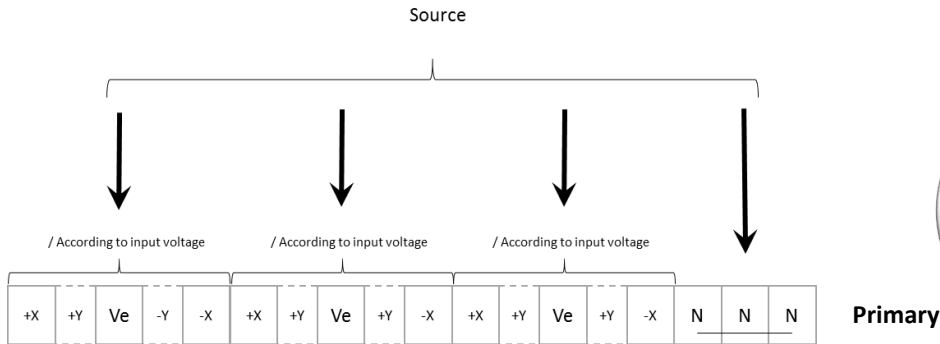 Source
/ According to input voltage / According to input voltage / According to input voltage
+X +Y Ve -Y -X +X +Y Ve +Y -X +X +Y Ve +Y -X N N N Primary